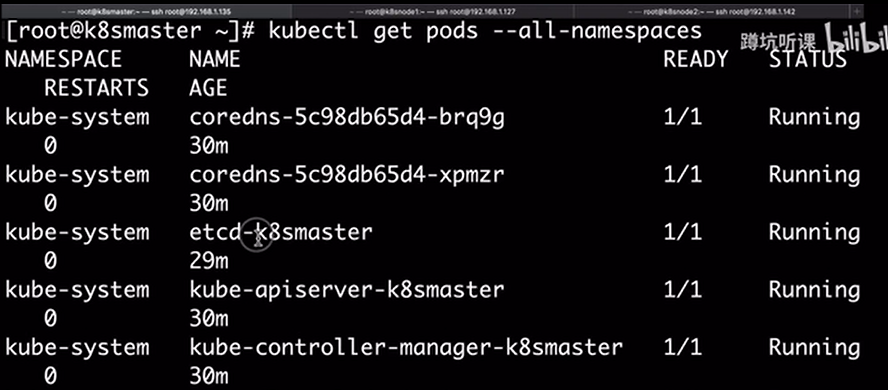 root@k8smaster:~ — ssh root@192.168.1.135
root@k8snode1:~ — ssh root@192.168.1.127
root@k8snode2:~ — ssh root@192.168.1.142
[root@k8smaster ~]# kubectl get pods --all-namespaces
蹲坑听课 bilibil
NAMESPACE NAME READY STATUS
RESTARTS AGE
kube-system coredns-5c98db65d4-brq9g 1/1 Running
0 30m
kube-system coredns-5c98db65d4-xpmzr 1/1 Running
0 30m
kube-system etcd-k8smaster 1/1 Running
0 29m
kube-system kube-apiserver-k8smaster 1/1 Running
0 30m
kube-system kube-controller-manager-k8smaster 1/1 Running
0 30m